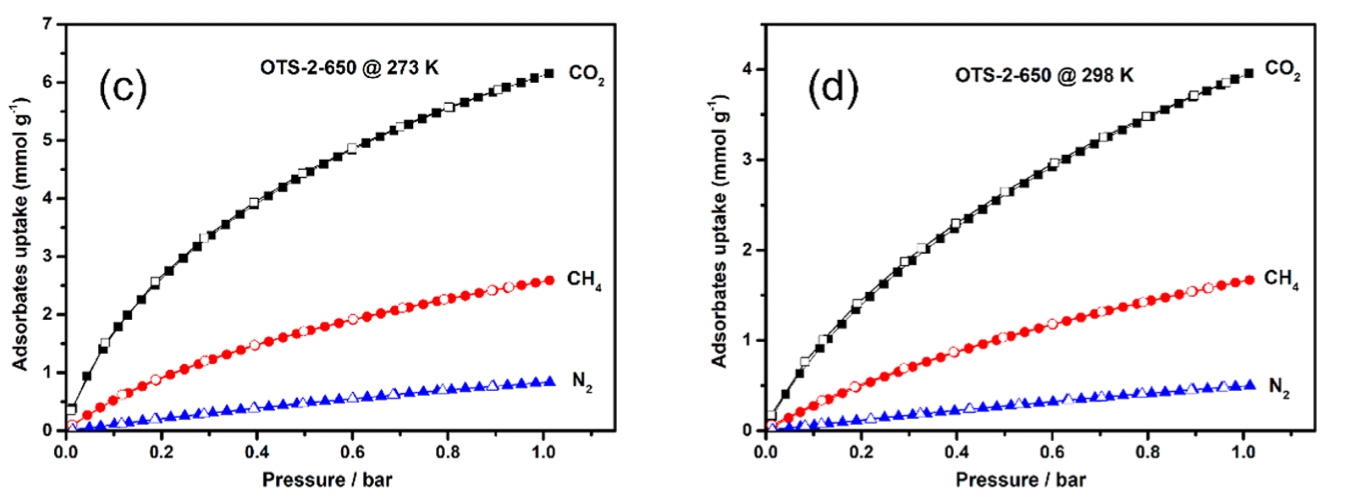 (c)
OTS-2-650 @ 273 K
CO₂
CH₄
N₂
Adsorbates uptake (mmol g⁻¹)
7
6
5
4
3
2
1
0
0.0 0.2 0.4 0.6 0.8 1.0
Pressure / bar
(d)
OTS-2-650 @ 298 K
CO₂
CH₄
N₂
Adsorbates uptake (mmol g⁻¹)
4
3
2
1
0
0.0 0.2 0.4 0.6 0.8 1.0
Pressure / bar